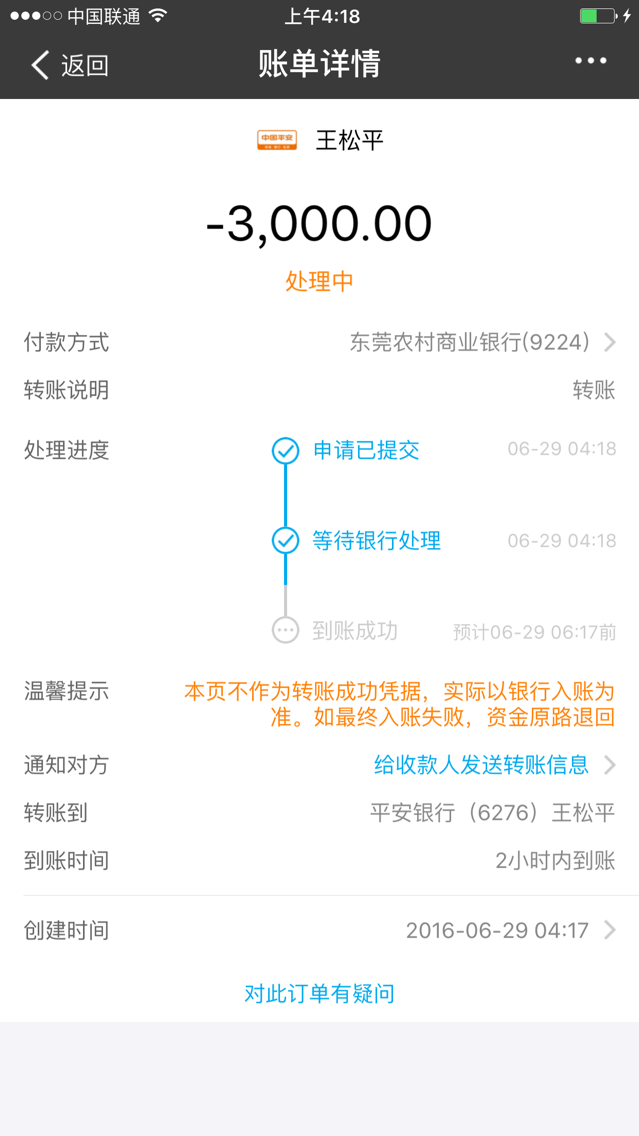 中国联通 上午4:18
返回 账单详情
中国平安 王松平
-3,000.00
处理中
付款方式 东莞农村商业银行(9224)
转账说明 转账
处理进度 申请已提交 06-29 04:18
等待银行处理 06-29 04:18
到账成功 预计06-29 06:17前
温馨提示 本页不作为转账成功凭据，实际以银行入账为
准。如最终入账失败，资金原路退回
通知对方 给收款人发送转账信息
转账到 平安银行（6276）王松平
到账时间 2小时内到账
创建时间 2016-06-29 04:17
对此订单有疑问